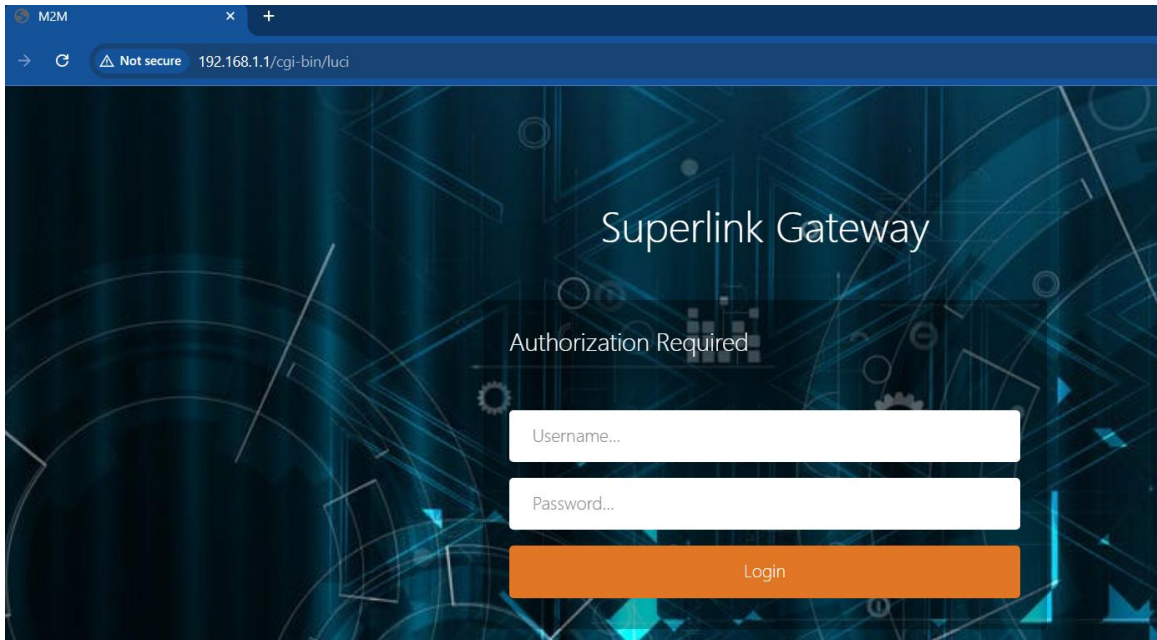 M2M
Not secure 192.168.1.1/cgi-bin/luci
Superlink Gateway
Authorization Required
Username...
Password...
Login